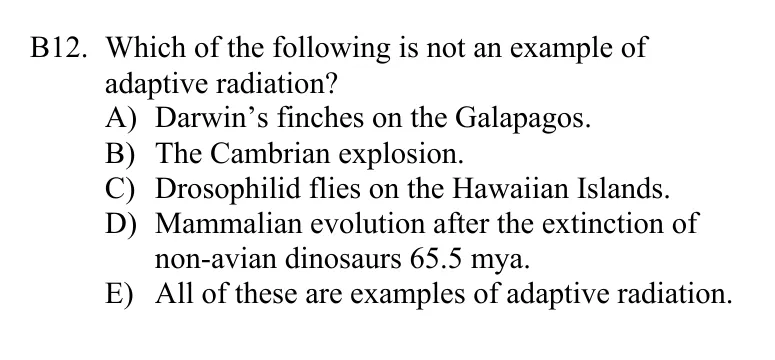 B12. Which of the following is not an example of
adaptive radiation?
A) Darwin’s finches on the Galapagos.
B) The Cambrian explosion.
C) Drosophilid flies on the Hawaiian Islands.
D) Mammalian evolution after the extinction of
non-avian dinosaurs 65.5 mya.
E) All of these are examples of adaptive radiation.